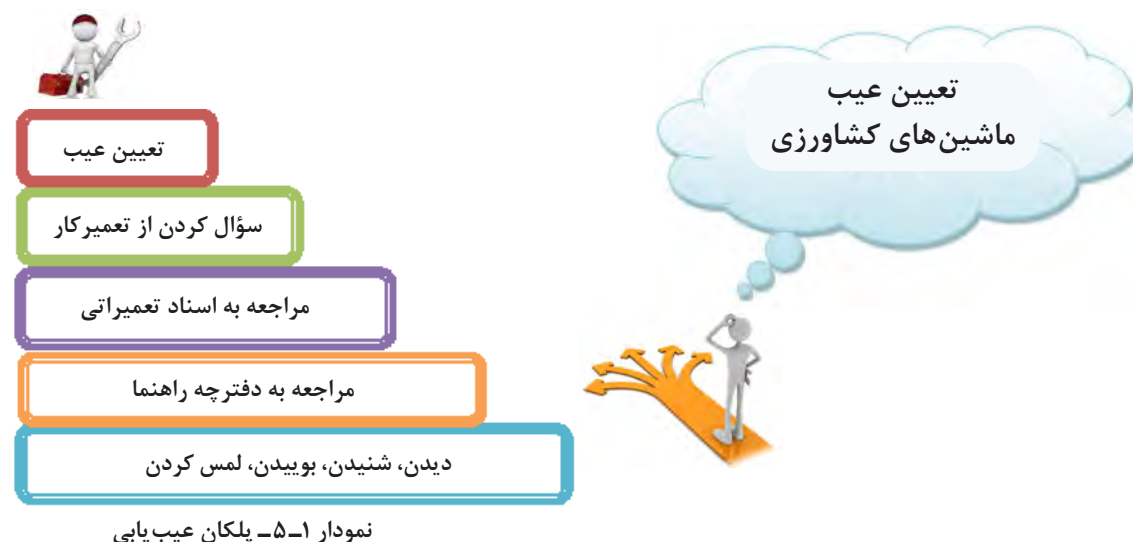 تعیین عیب
ماشین‌های کشاورزی
تعیین عیب
سؤال کردن از تعمیرکار
مراجعه به اسناد تعمیراتی
مراجعه به دفترچه راهنما
دیدن، شنیدن، بوییدن، لمس کردن
نمودار ۱ــ۵ــ پلکان عیب‌یابی